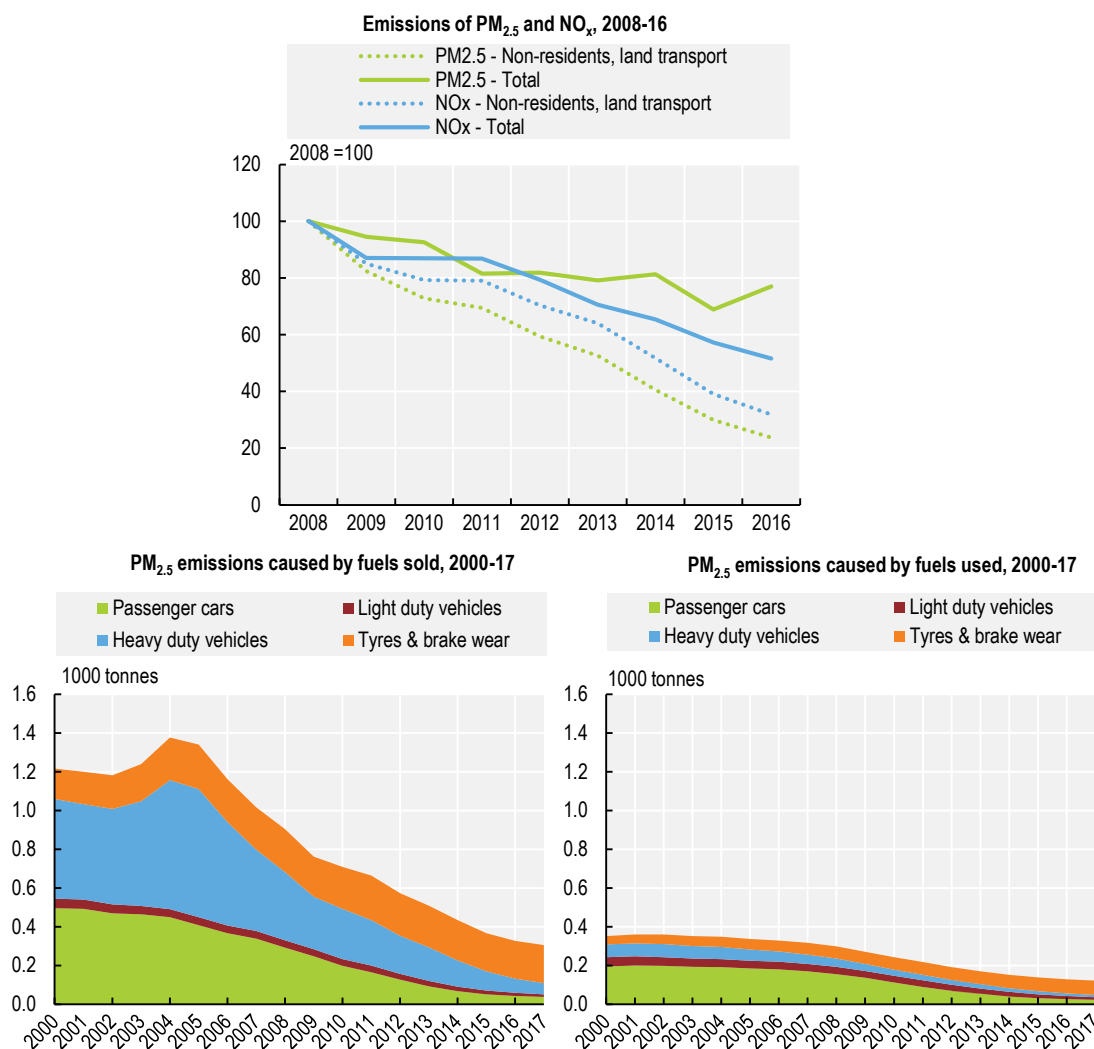 Emissions of PM2.5 and NOx, 2008-16
PM2.5 - Non-residents, land transport
PM2.5 - Total
NOx - Non-residents, land transport
NOx - Total
2008 =100
120
100
80
60
40
20
0
2008 2009 2010 2011 2012 2013 2014 2015 2016
PM2.5 emissions caused by fuels sold, 2000-17
Passenger cars Light duty vehicles
Heavy duty vehicles Tyres & brake wear
1000 tonnes
1.6
1.4
1.2
1.0
0.8
0.6
0.4
0.2
0.0
2000 2001 2002 2003 2004 2005 2006 2007 2008 2009 2010 2011 2012 2013 2014 2015 2016 2017
PM2.5 emissions caused by fuels used, 2000-17
Passenger cars Light duty vehicles
Heavy duty vehicles Tyres & brake wear
1000 tonnes
1.6
1.4
1.2
1.0
0.8
0.6
0.4
0.2
0.0
2000 2001 2002 2003 2004 2005 2006 2007 2008 2009 2010 2011 2012 2013 2014 2015 2016 2017